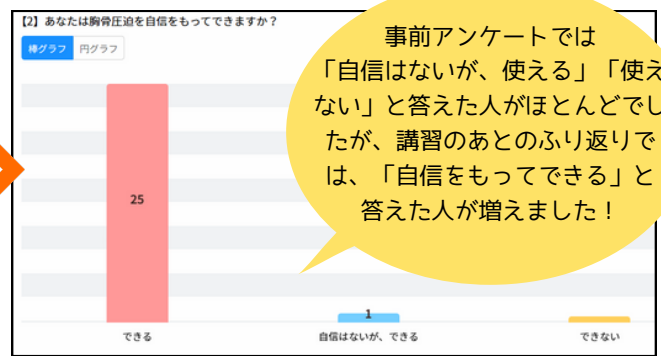 【2】あなたは胸骨圧迫を自信をもってできますか？
棒グラフ 円グラフ
事前アンケートでは
「自信はないが、使える」「使え
ない」と答えた人がほとんどでし
たが、講習のあとのふり返りで
は、「自信をもってできる」と
答えた人が増えました！
25
1
できる 自信はないが、できる できない